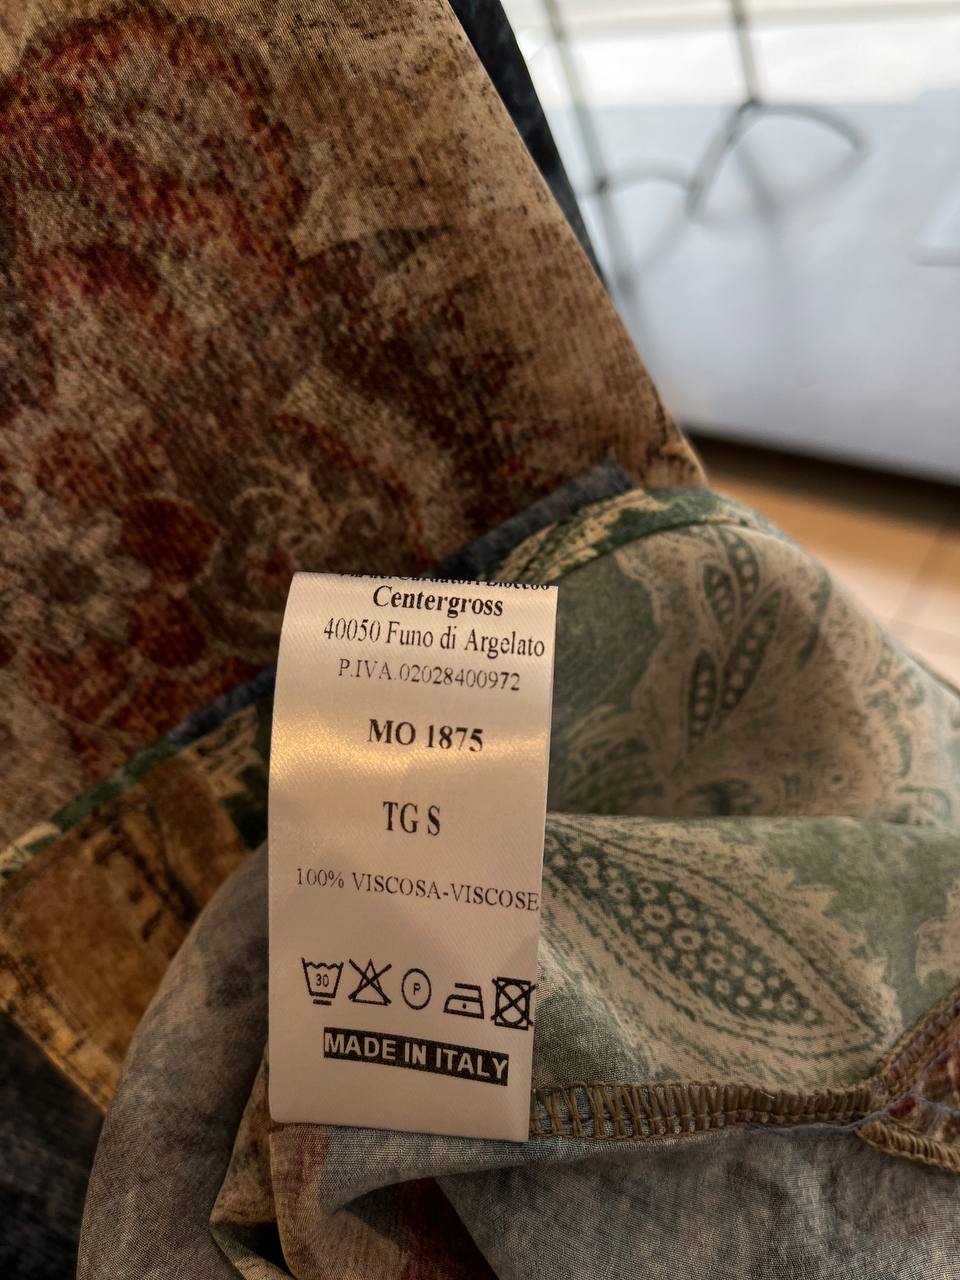 Centergross
40050 Funo di Argelato
P.IVA.02028400972
MO 1875
TG S
100% VISCOSA-VISCOSE
30
P
MADE IN ITALY